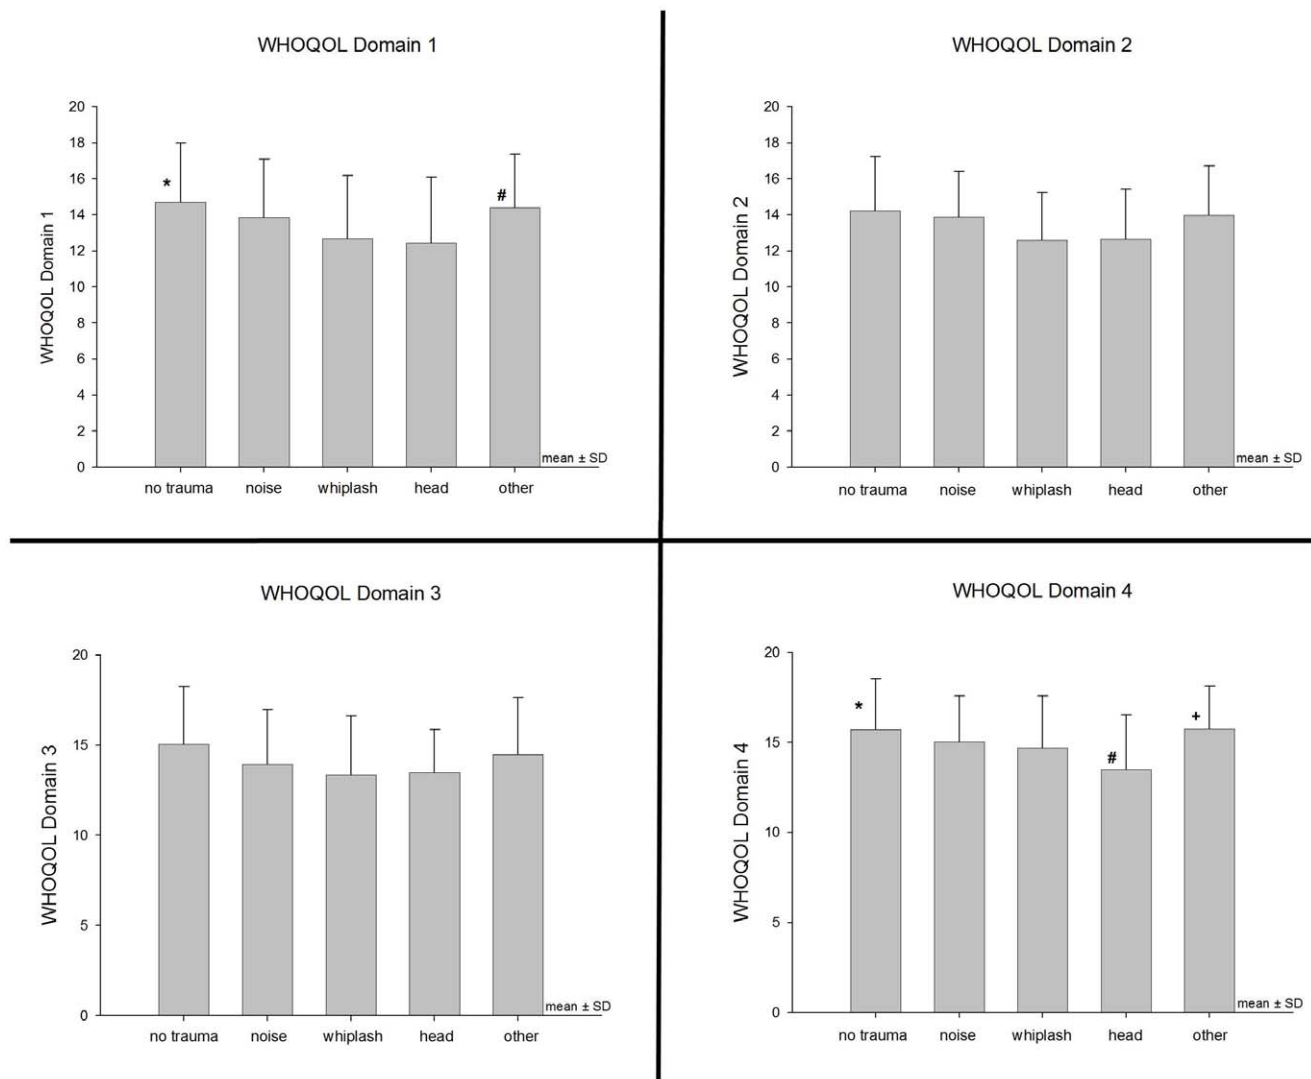 WHOQOL Domain 1
WHOQOL Domain 1
20
18
16
14
12
10
8
6
4
2
0
*
#
mean ± SD
no trauma noise whiplash head other
WHOQOL Domain 2
WHOQOL Domain 2
20
18
16
14
12
10
8
6
4
2
0
mean ± SD
no trauma noise whiplash head other
WHOQOL Domain 3
WHOQOL Domain 3
20
15
10
5
0
mean ± SD
no trauma noise whiplash head other
WHOQOL Domain 4
WHOQOL Domain 4
20
15
10
5
0
*
#
+
mean ± SD
no trauma noise whiplash head other